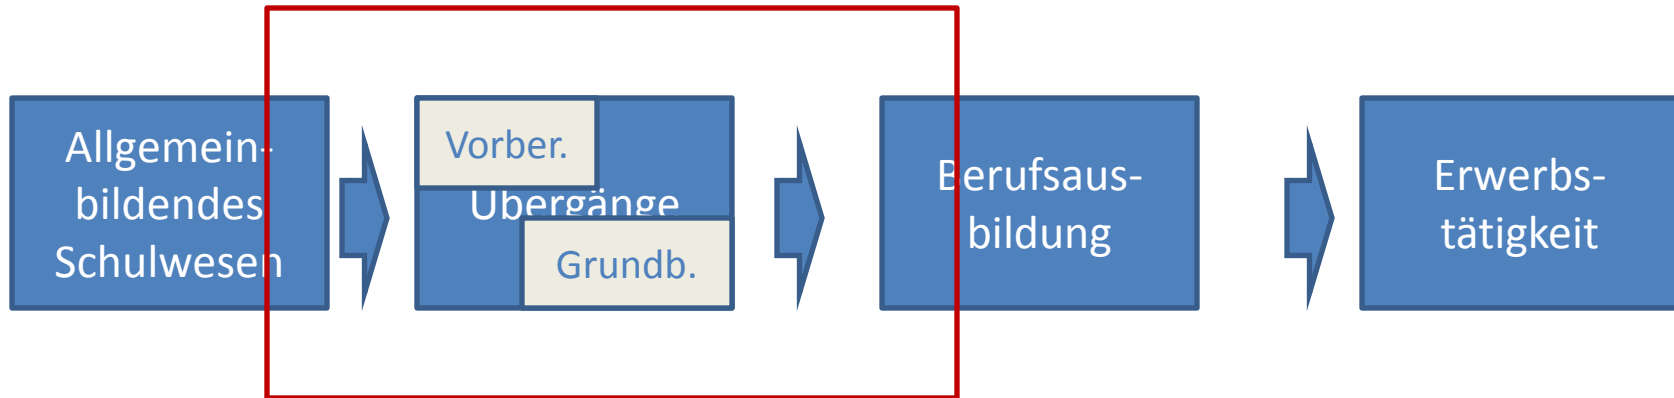 Allgemein-
bildendes
Schulwesen
Vorber.
Übergänge
Grundb.
Berufsaus-
bildung
Erwerbs-
tätigkeit